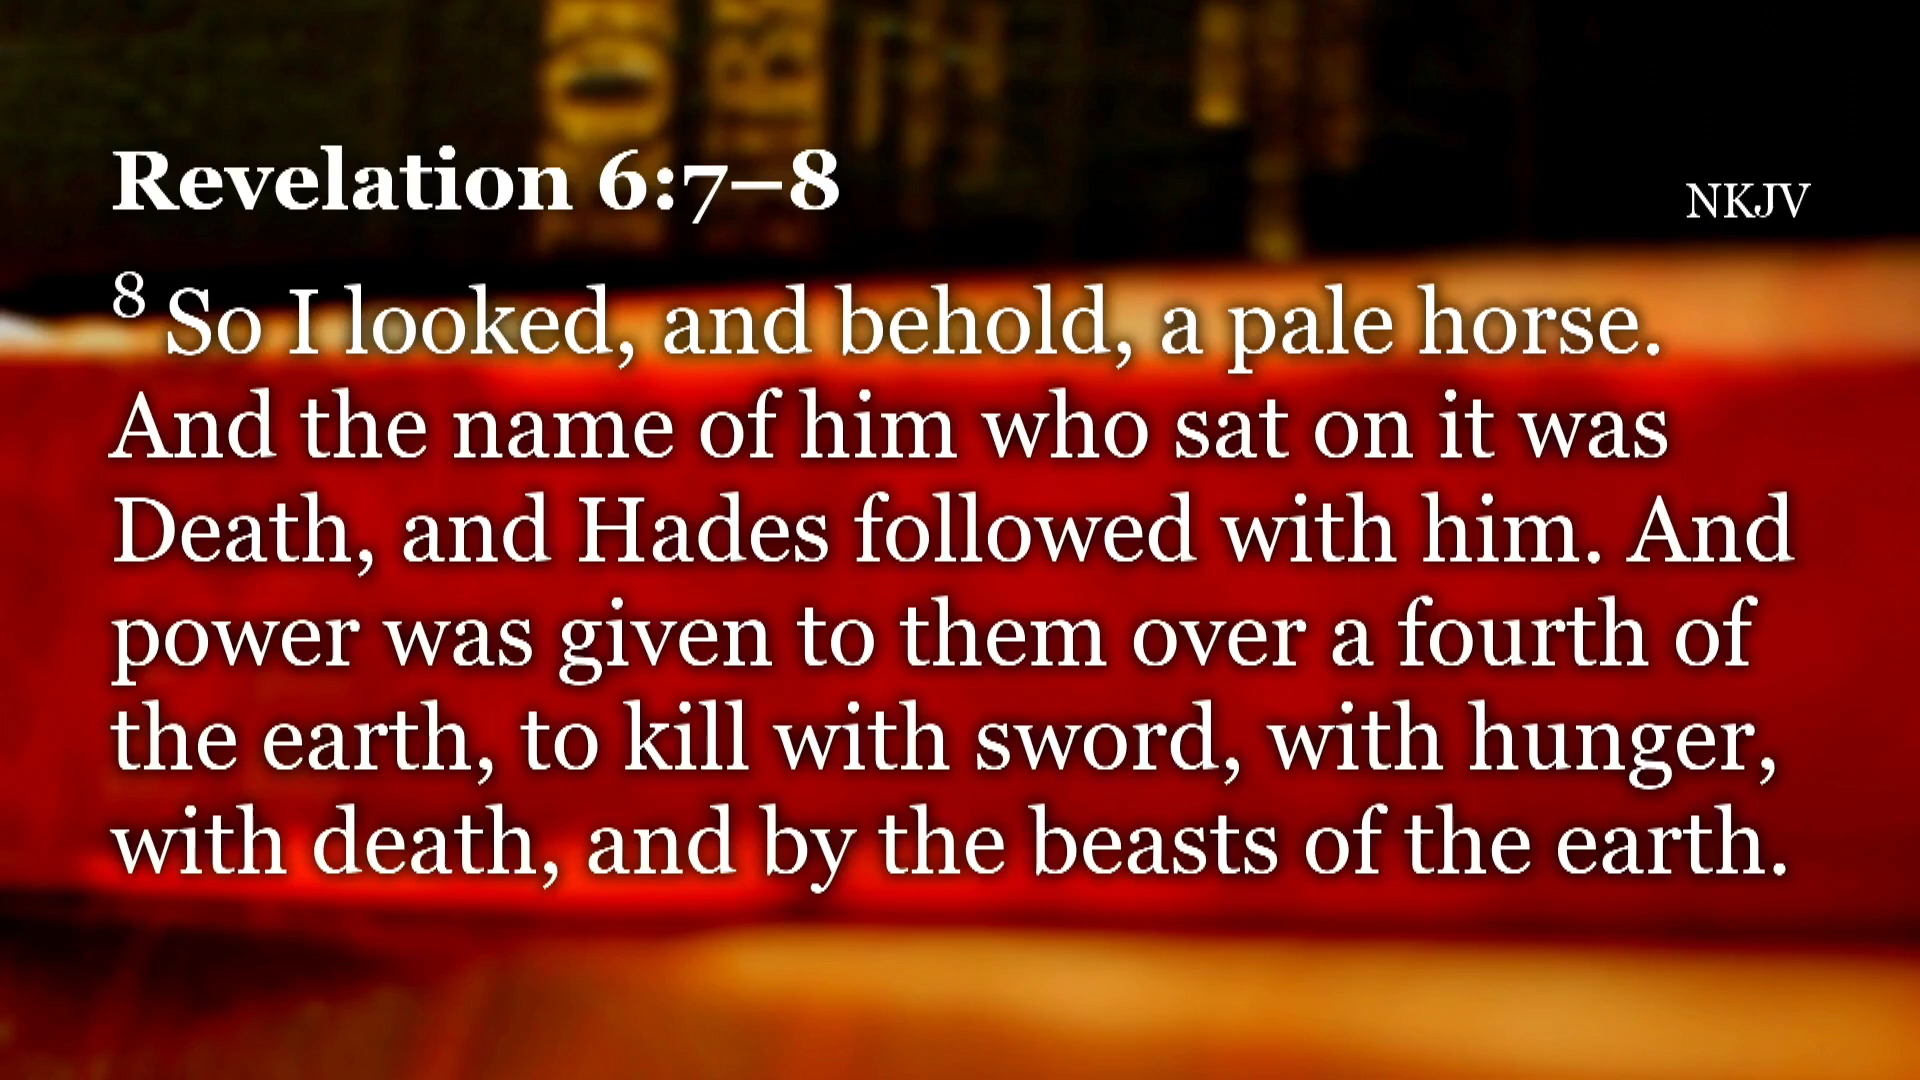 Revelation 6:7–8
NKJV
8 So I looked, and behold, a pale horse.
And the name of him who sat on it was
Death, and Hades followed with him. And
power was given to them over a fourth of
the earth, to kill with sword, with hunger,
with death, and by the beasts of the earth.